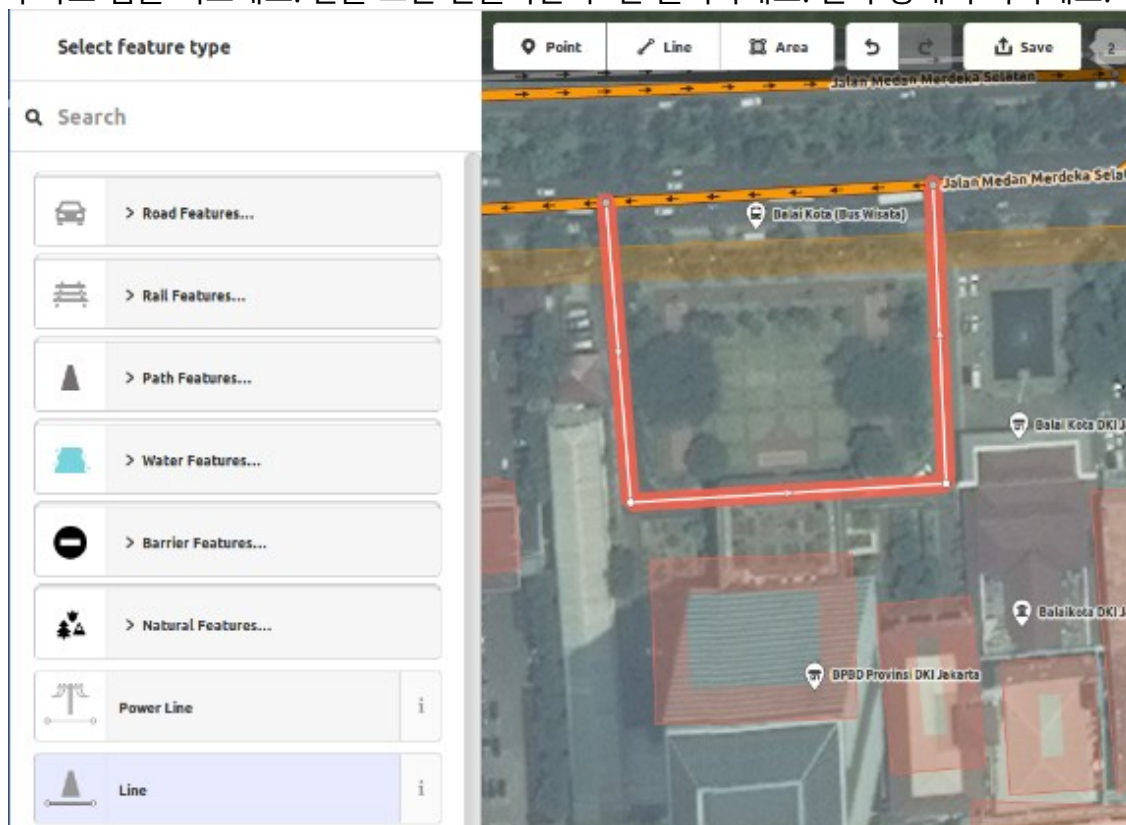 Select feature type
Search
> Road Features...
> Rail Features...
> Path Features...
> Water Features...
> Barrier Features...
> Natural Features...
Power Line
i
Line
i
Point
Line
Area
Save
2
Jalan Medan Merdeka Selatan
Jalan Medan Merdeka Sela
Balai Kota (Bus Wisata)
Balai Kota DKI J
Balaikota DKI J
BPBD Provinsi DKI Jakarta